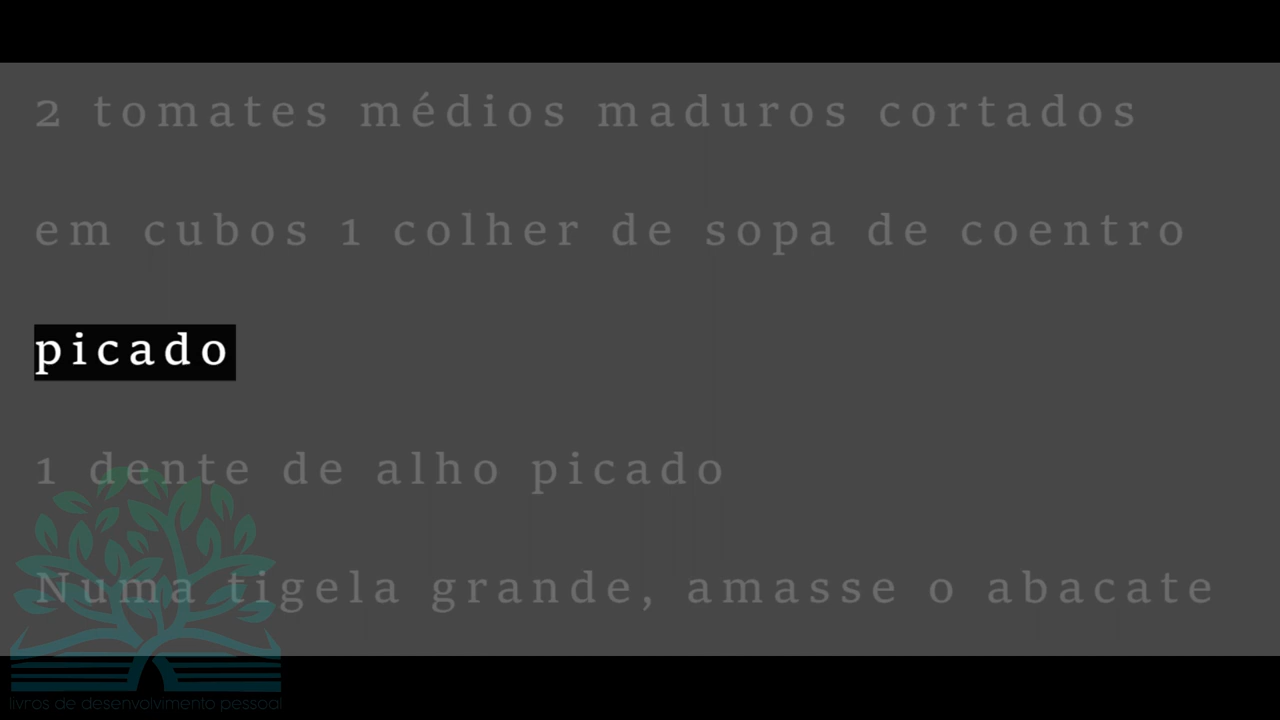 2 tomates médios maduros cortados
em cubos 1 colher de sopa de coentro
picado
1 dente de alho picado
Numa tigela grande, amasse o abacate
livros de desenvolvimento pessoal